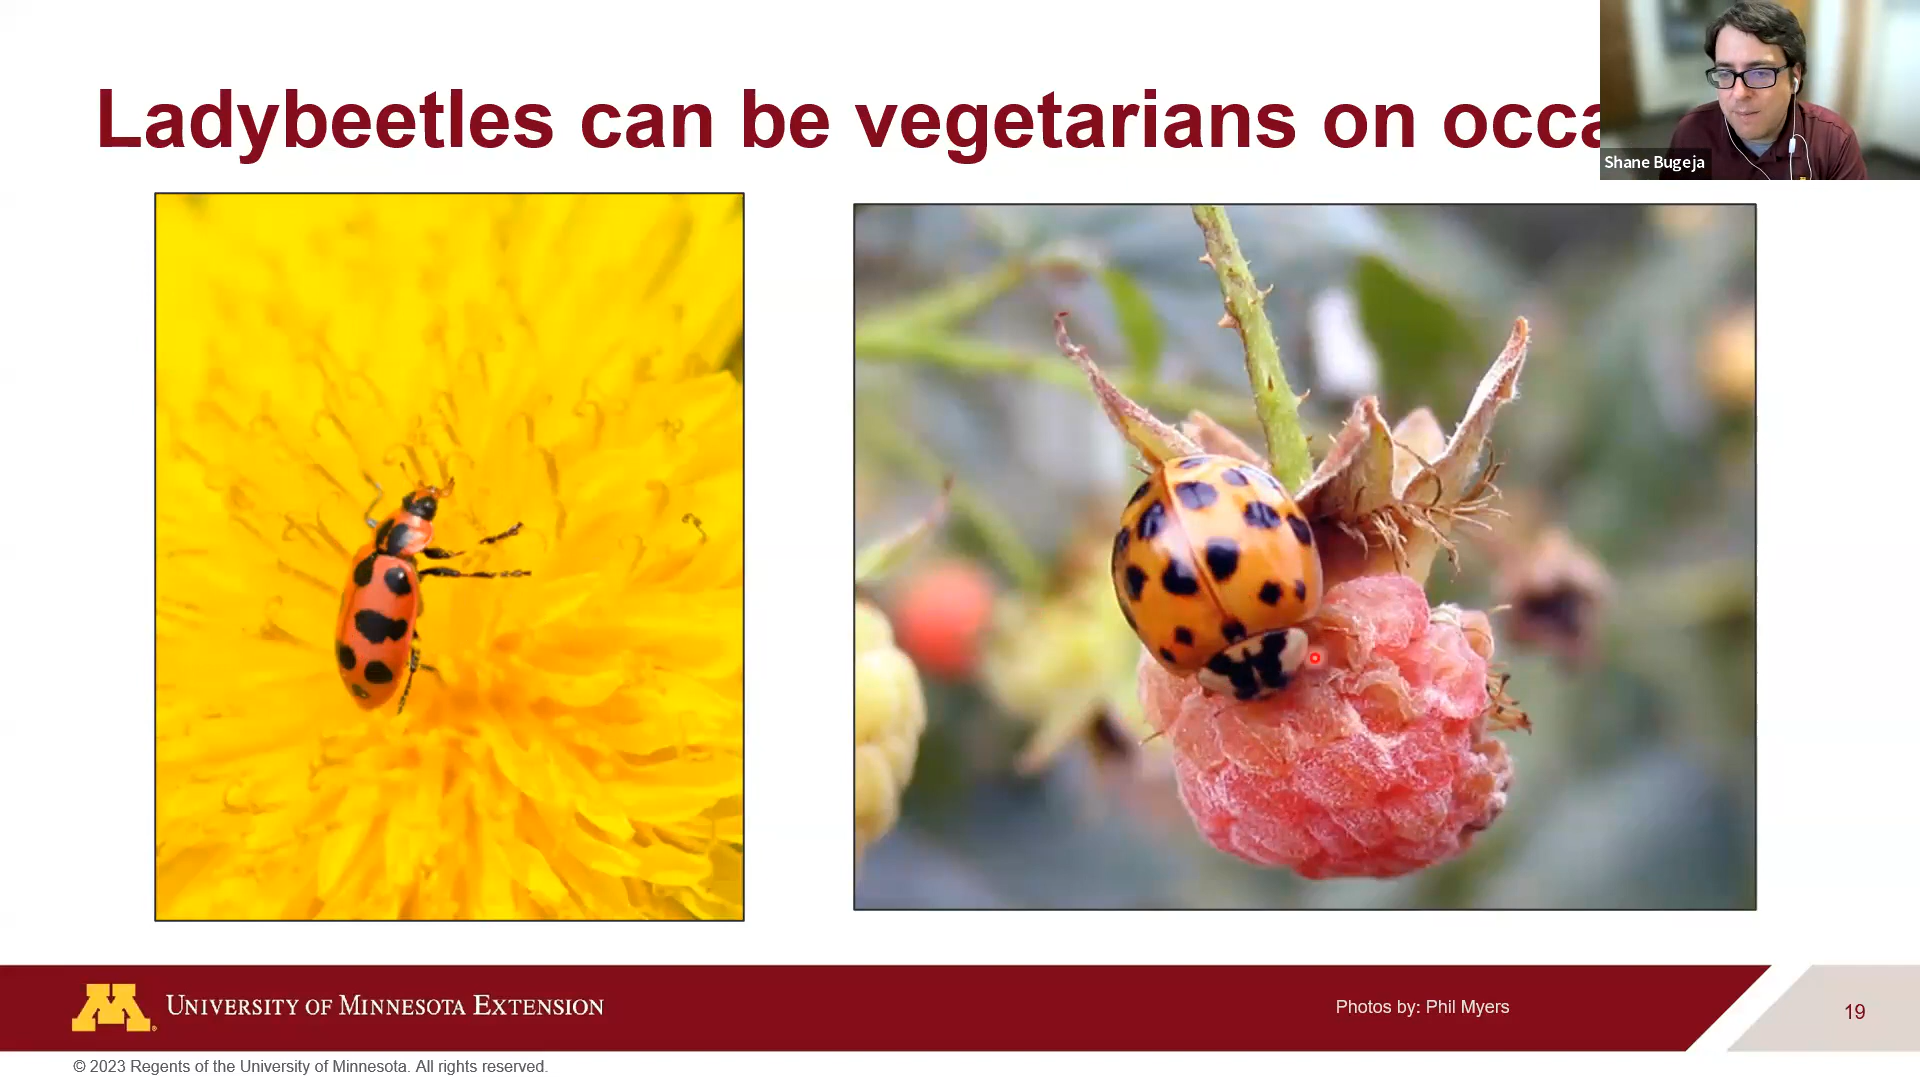 Ladybeetles can be vegetarians on occa
Shane Bugeja
UNIVERSITY OF MINNESOTA EXTENSION
Photos by: Phil Myers
19
© 2023 Regents of the University of Minnesota. All rights reserved.